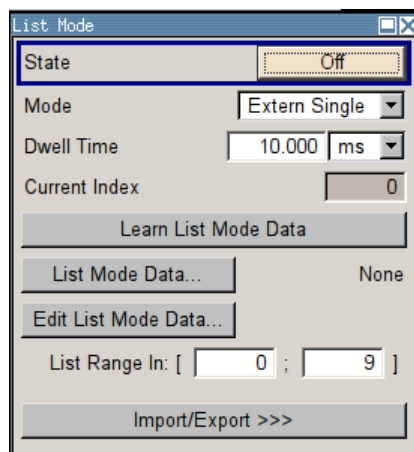 List Mode
State Off
Mode Extern Single
Dwell Time 10.000 ms
Current Index 0
Learn List Mode Data
List Mode Data... None
Edit List Mode Data...
List Range In: [ 0 ; 9 ]
Import/Export >>>